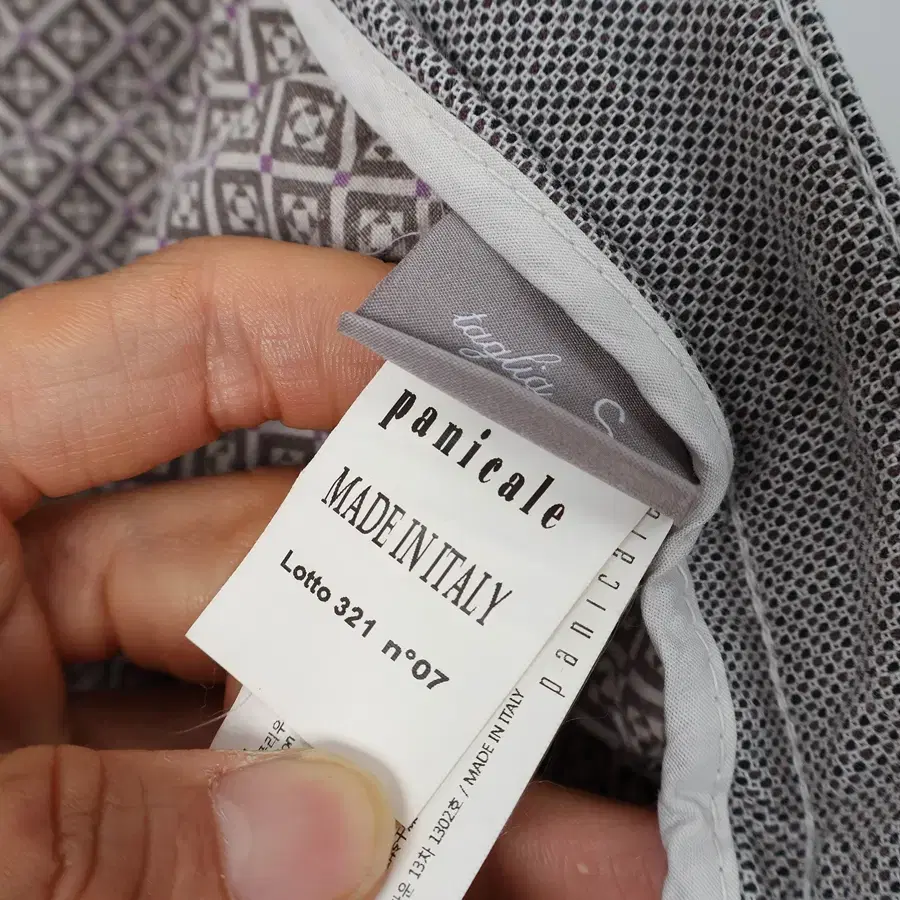 taglia S
panicale
MADE IN ITALY
Lotto 321 n°07
panicale
13차 1302호 / MADE IN ITALY